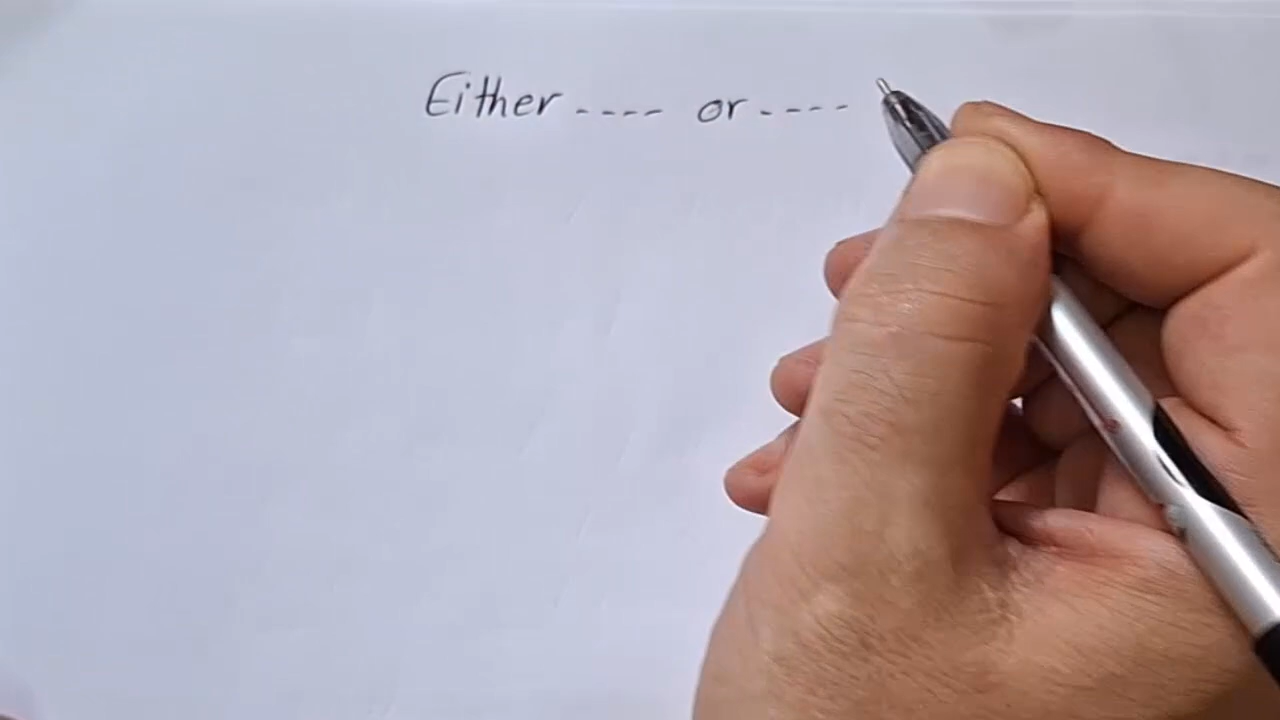 Either ---- or ----